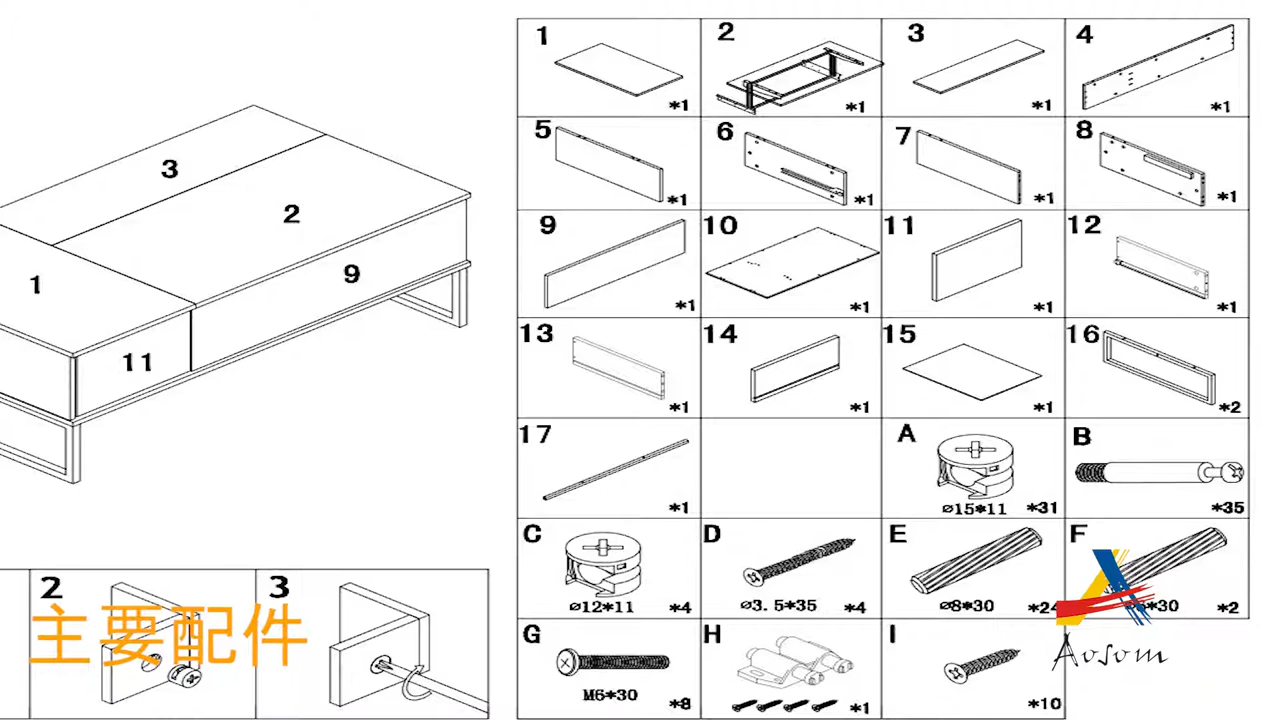 3
2
9
1
11
1 *1
2 *1
3 *1
4 *1
5 *1
6 *1
7 *1
8 *1
9 *1
10 *1
11 *1
12 *1
13 *1
14 *1
15 *1
16 *2
17 *1
A ⌀15*11 *31
B *35
C ⌀12*11 *4
D ⌀3.5*35 *4
E ⌀8*30 *24
F *30 *2
G M6*30 *8
H *1
I *10
2
3
主要配件
Aosom